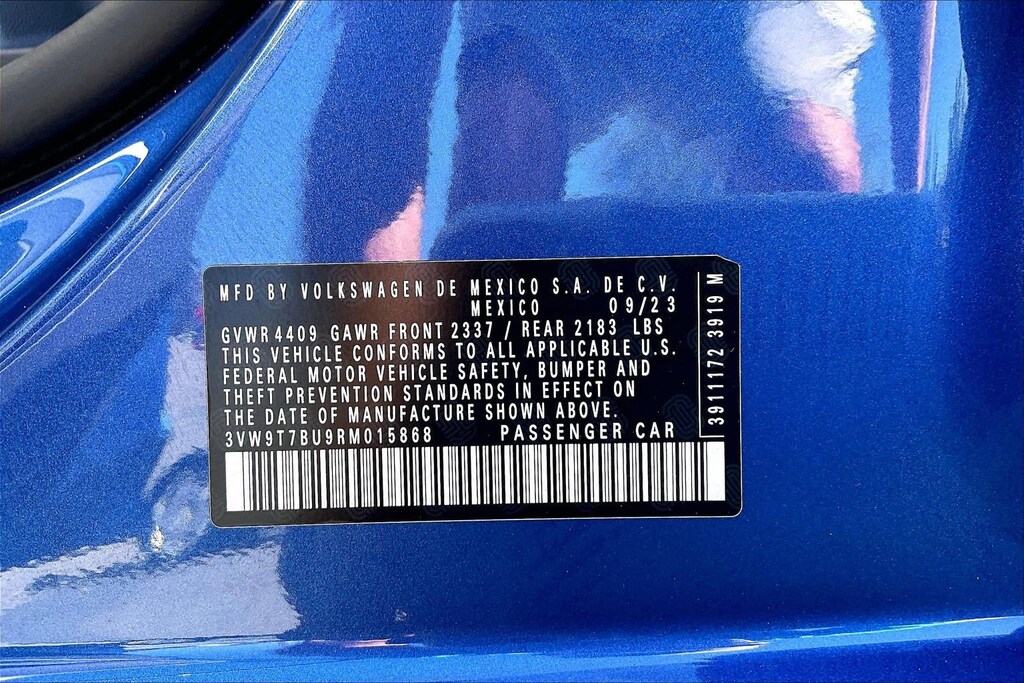 MFD BY VOLKSWAGEN DE MEXICO S.A. DE C.V.
MEXICO 09/23
GVWR 4409 GAWR FRONT 2337 / REAR 2183 LBS
THIS VEHICLE CONFORMS TO ALL APPLICABLE U.S.
FEDERAL MOTOR VEHICLE SAFETY, BUMPER AND
THEFT PREVENTION STANDARDS IN EFFECT ON
THE DATE OF MANUFACTURE SHOWN ABOVE.
3VW9T7BU9RM015868 PASSENGER CAR
3911172 3919 M